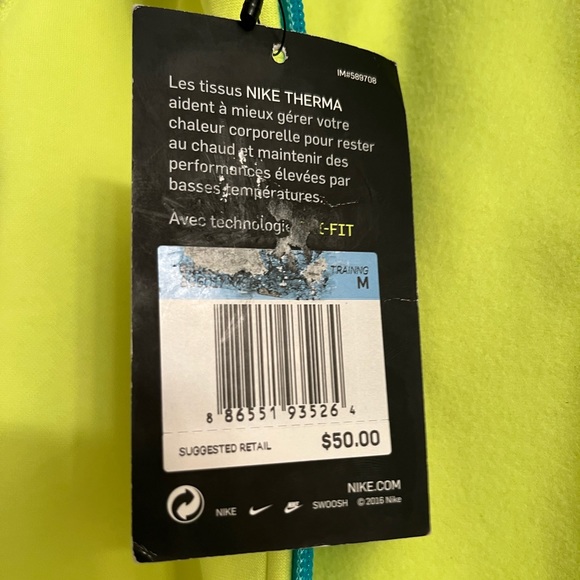 IM#589708
Les tissus NIKE THERMA
aident à mieux gérer votre
chaleur corporelle pour rester
au chaud et maintenir des
performances élevées par
basses températures.
Avec technologie -FIT
TRAINNG
M
8 86551 93526 4
SUGGESTED RETAIL $50.00
NIKE.COM
NIKE SWOOSH © 2016 Nike